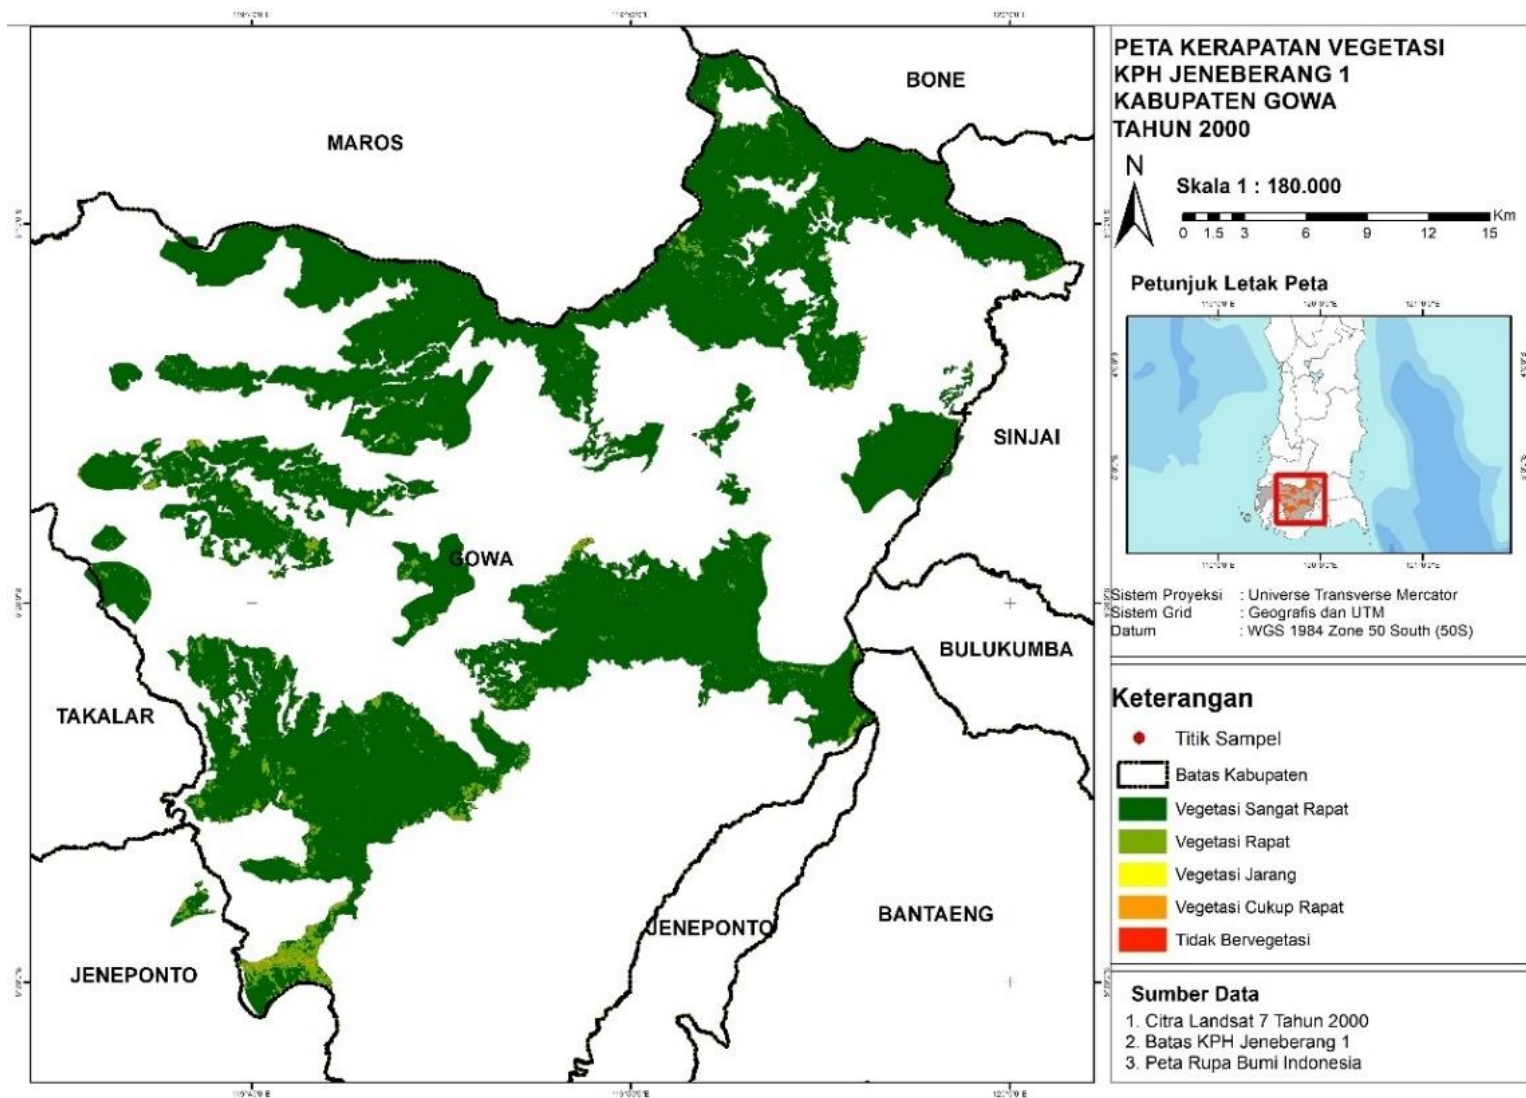 PETA KERAPATAN VEGETASI
KPH JENEBERANG 1
KABUPATEN GOWA
TAHUN 2000
N
Skala 1 : 180.000
Km
0 1.5 3 6 9 12 15
Petunjuk Letak Peta
Sistem Proyeksi : Universe Transverse Mercator
Sistem Grid : Geografis dan UTM
Datum : WGS 1984 Zone 50 South (50S)
Keterangan
Titik Sampel
Batas Kabupaten
Vegetasi Sangat Rapat
Vegetasi Rapat
Vegetasi Jarang
Vegetasi Cukup Rapat
Tidak Bervegetasi
Sumber Data
1. Citra Landsat 7 Tahun 2000
2. Batas KPH Jeneberang 1
3. Peta Rupa Bumi Indonesia
BONE
MAROS
SINJAI
GOWA
BULUKUMBA
TAKALAR
BANTAENG
JENEPONTO
JENEPONTO